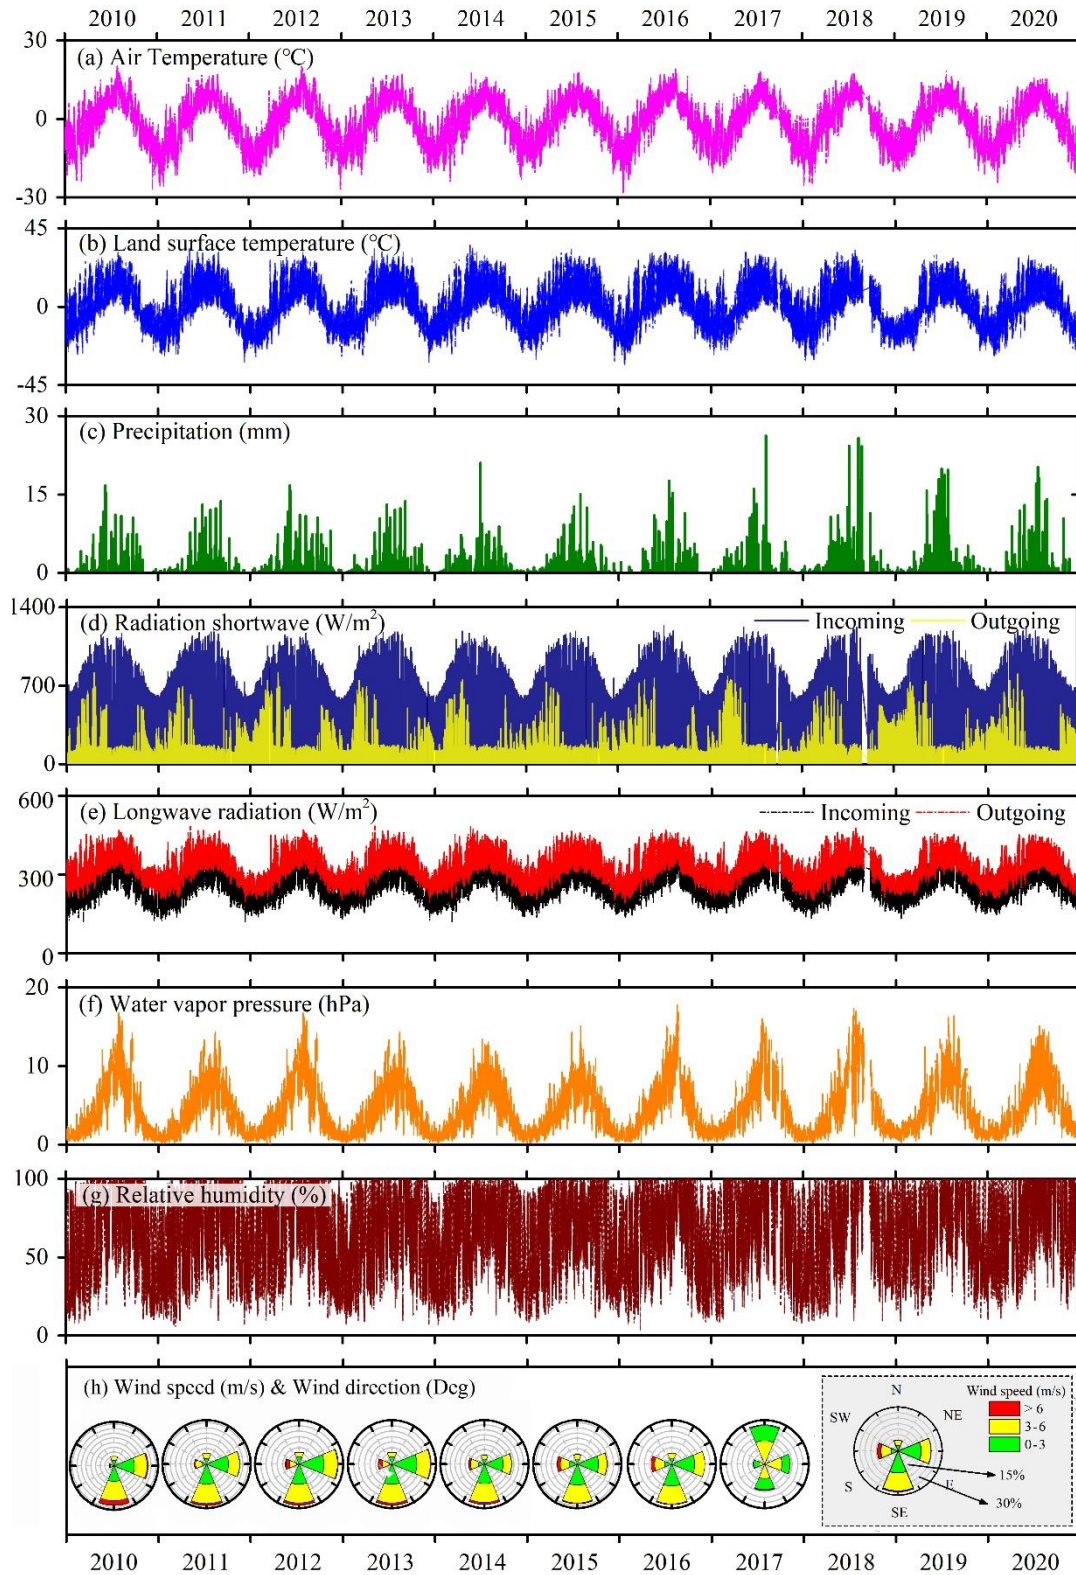 2010 2011 2012 2013 2014 2015 2016 2017 2018 2019 2020
30
(a) Air Temperature (°C)
0
-30
45
(b) Land surface temperature (°C)
0
-45
30
(c) Precipitation (mm)
15
0
1400
(d) Radiation shortwave (W/m²)
Incoming Outgoing
700
0
600
(e) Longwave radiation (W/m²)
Incoming Outgoing
300
0
20
(f) Water vapor pressure (hPa)
10
0
100
(g) Relative humidity (%)
50
0
(h) Wind speed (m/s) & Wind direction (Deg)
N
Wind speed (m/s)
SW
NE
> 6
3-6
0-3
15%
S
E
30%
SE
2010 2011 2012 2013 2014 2015 2016 2017 2018 2019 2020